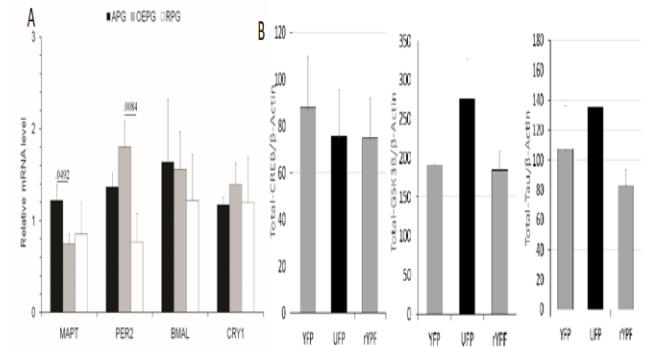 A
APG OEPG RPG
B
Relative mRNA level
3
2
1
0
.0492
.0084
MAPT PER2 BMAL CRY1
Total-CREB/β-Actin
120
100
80
60
40
20
0
YFP UFP rYPF
Total-GSK3B/β-Actin
350
300
250
200
150
100
50
0
YFP UFP rYPF
Total-Tau/β-Actin
180
160
140
120
100
80
60
40
20
0
YFP UFP rYPF